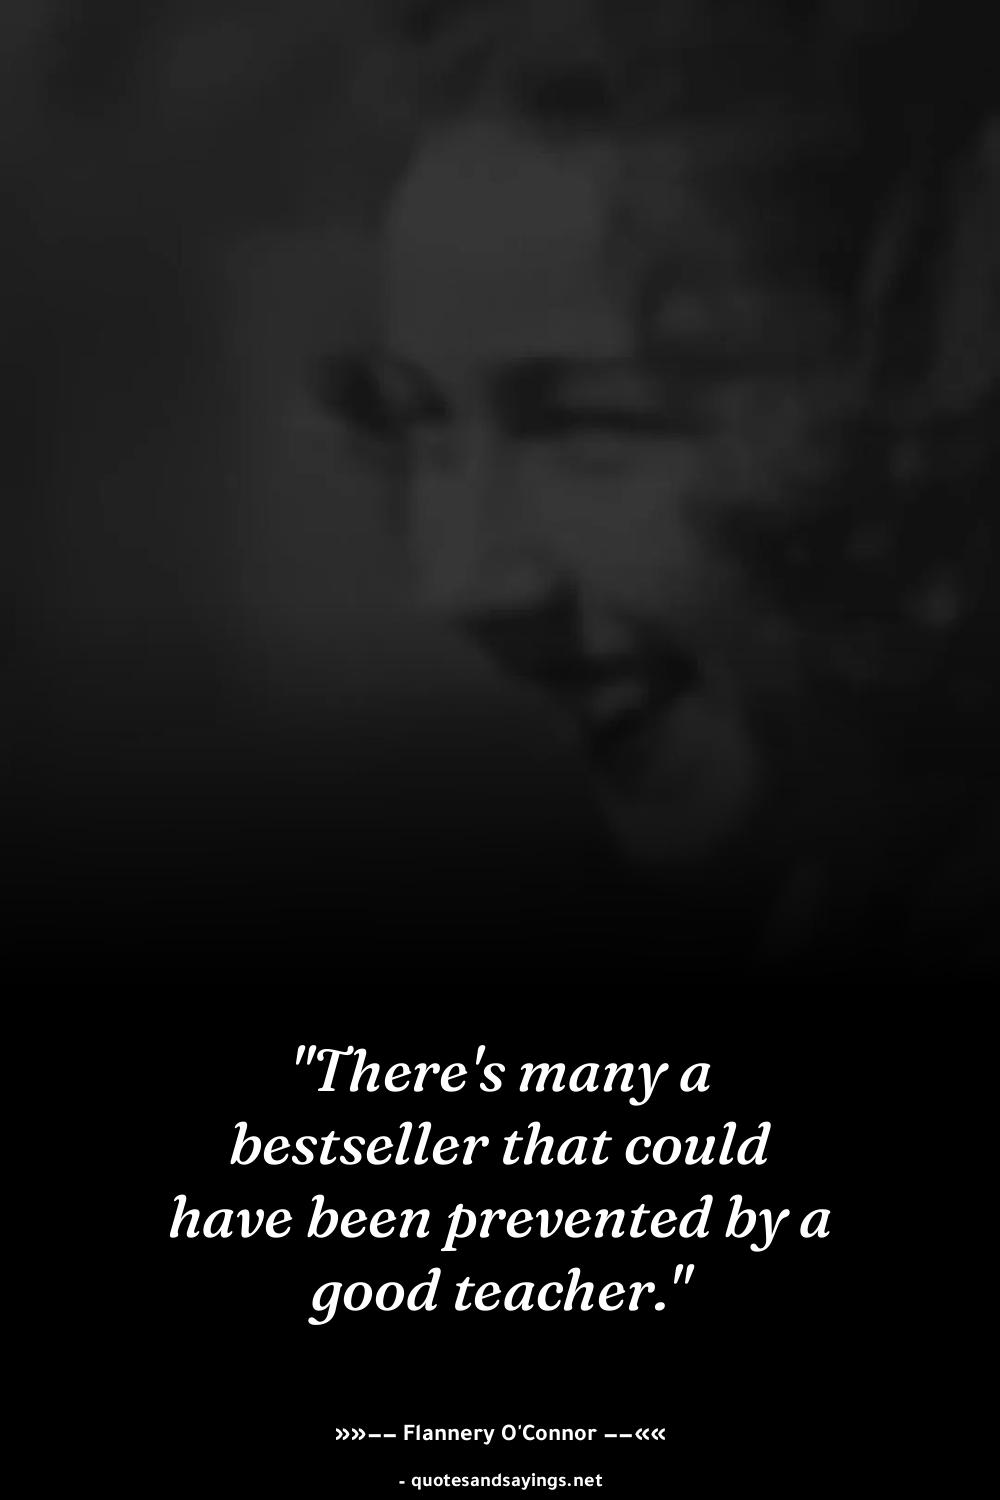 "There's many a
bestseller that could
have been prevented by a
good teacher."
»»−− Flannery O'Connor −−««
- quotesandsayings.net